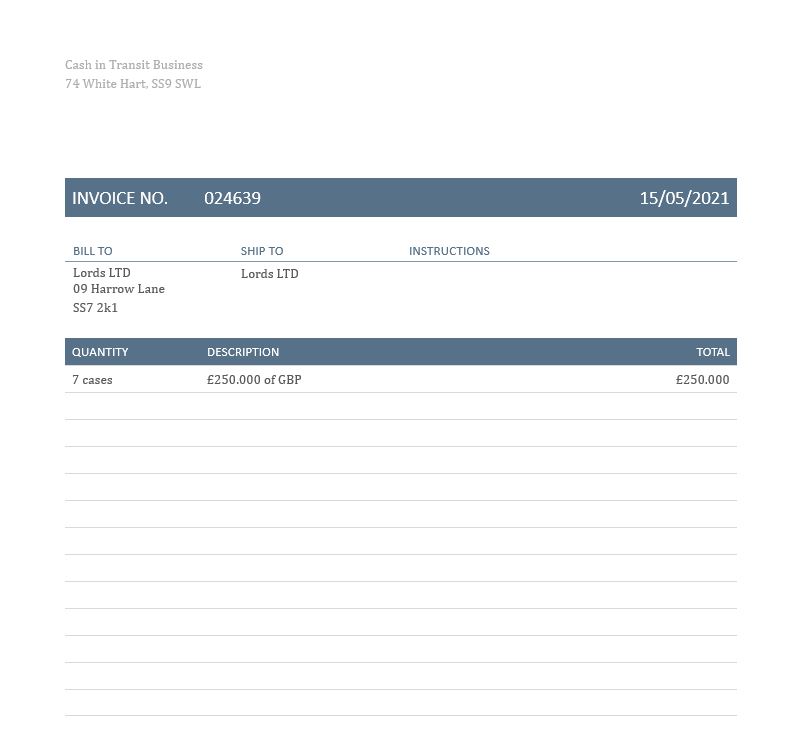 Cash in Transit Business
74 White Hart, SS9 SWL
INVOICE NO. 024639 15/05/2021
BILL TO SHIP TO INSTRUCTIONS
Lords LTD Lords LTD
09 Harrow Lane
SS7 2k1
QUANTITY DESCRIPTION TOTAL
7 cases £250.000 of GBP £250.000